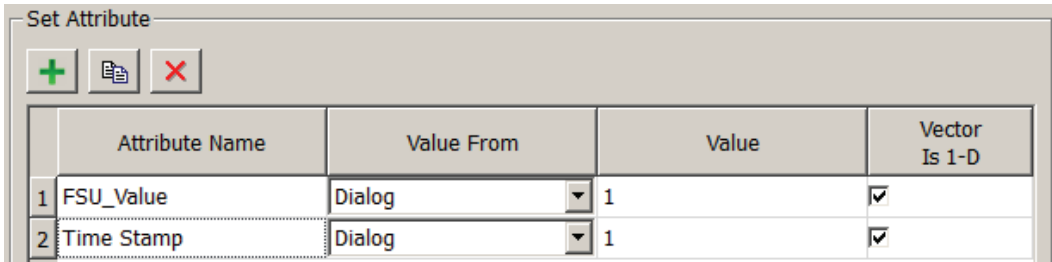 Set Attribute
Attribute Name Value From Value Vector Is 1-D
1 FSU_Value Dialog 1
2 Time Stamp Dialog 1